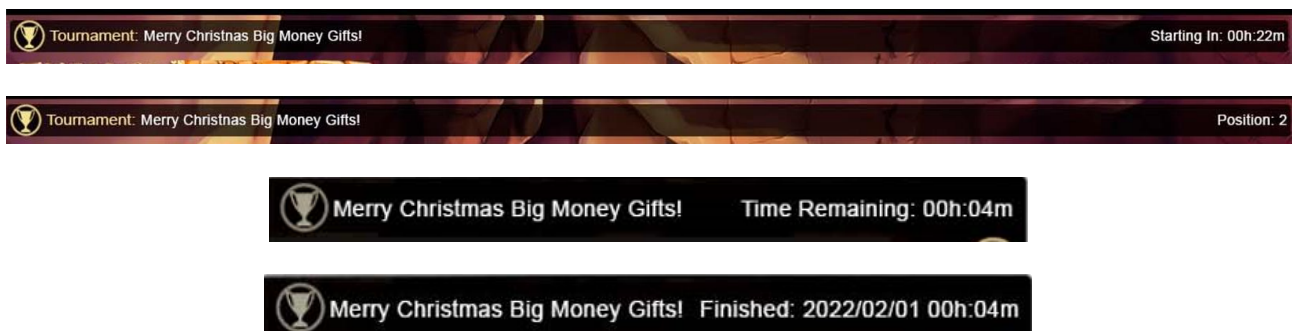 Tournament: Merry Christnas Big Money Gifts! Starting In: 00h:22m
Tournament: Merry Christnas Big Money Gifts! Position: 2
Merry Christmas Big Money Gifts! Time Remaining: 00h:04m
Merry Christmas Big Money Gifts! Finished: 2022/02/01 00h:04m